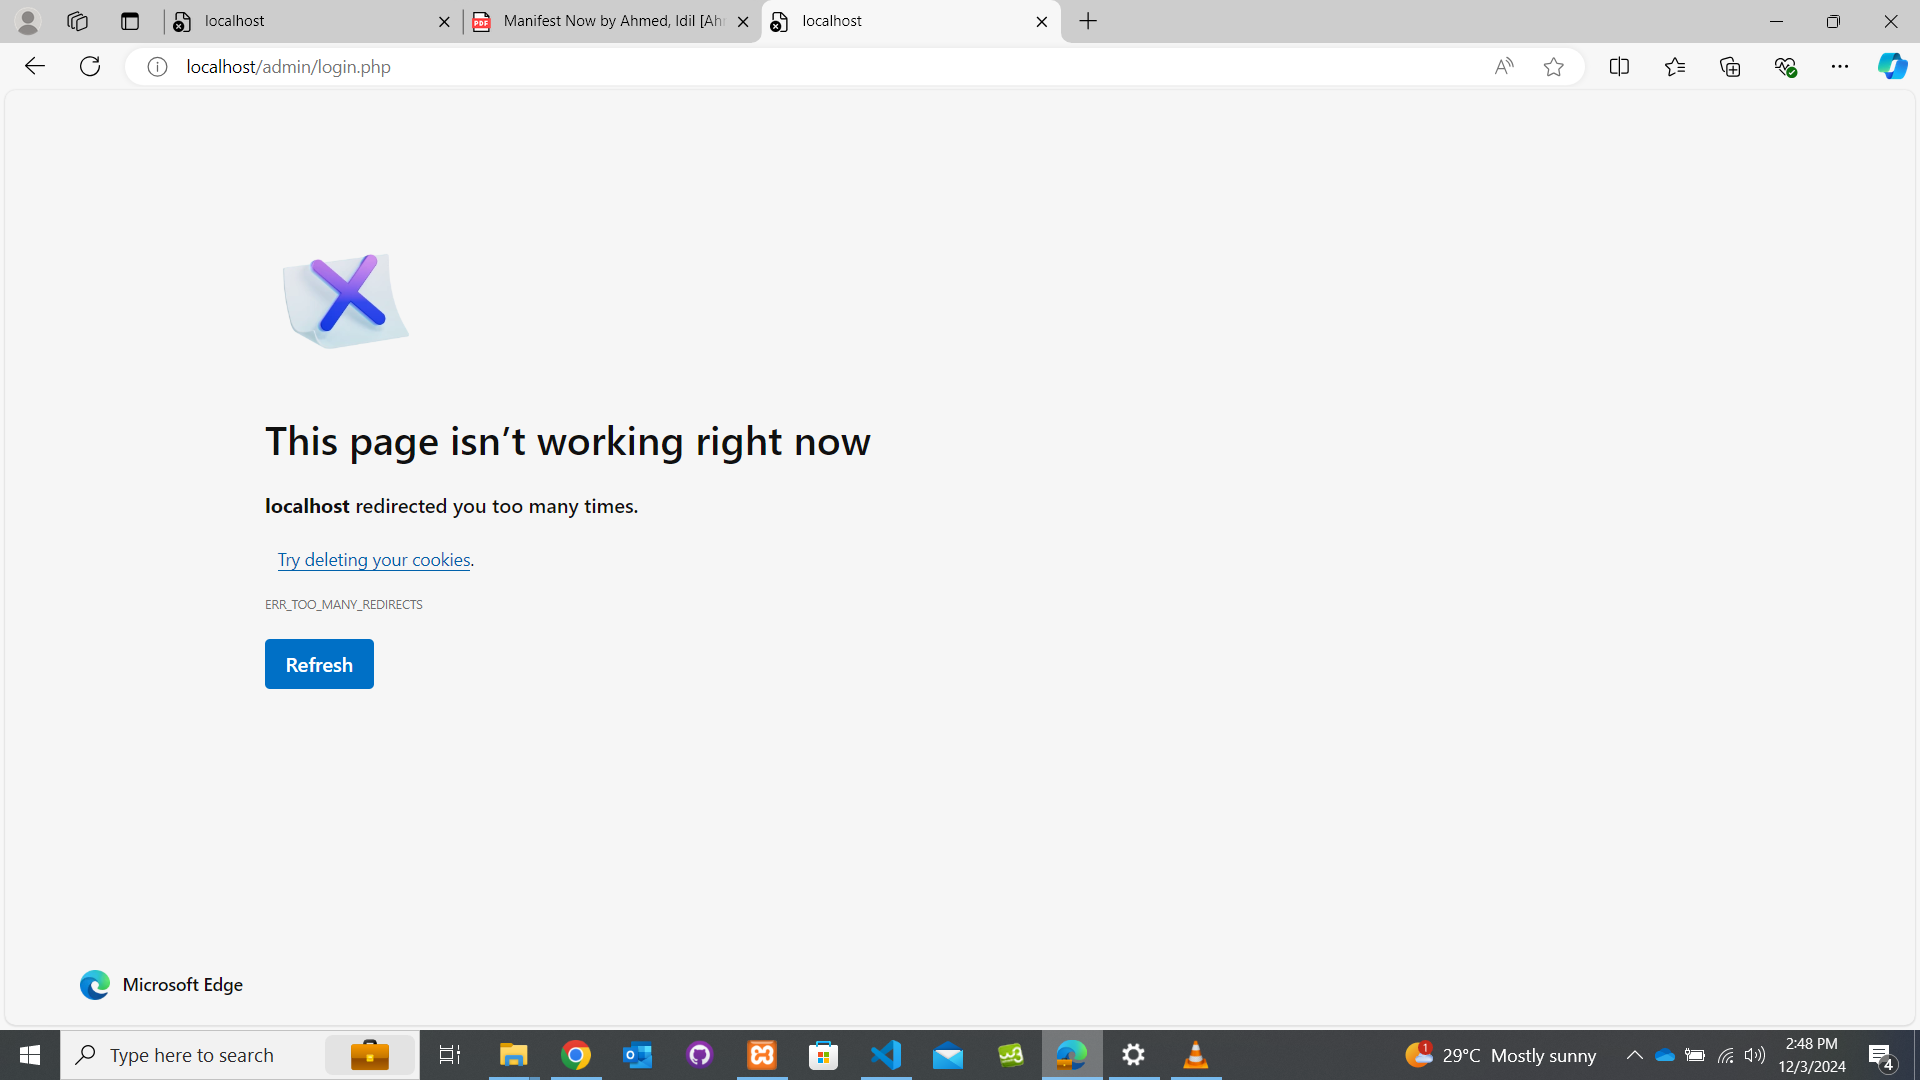 localhost
Manifest Now by Ahmed, Idil [Ah
localhost
localhost/admin/login.php
This page isn’t working right now
localhost redirected you too many times.
Try deleting your cookies.
ERR_TOO_MANY_REDIRECTS
Refresh
Microsoft Edge
Type here to search
1
29°C Mostly sunny
2:48 PM
12/3/2024
4